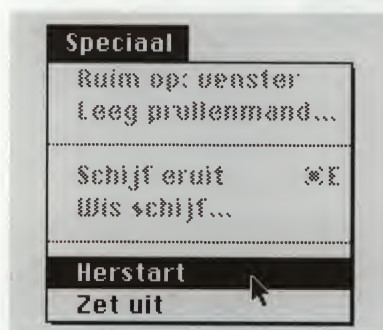 Speciaal
Ruim op: venster
Leeg prullenmand...
Schijf eruit ⌘E
Wis schijf...
Herstart
Zet uit